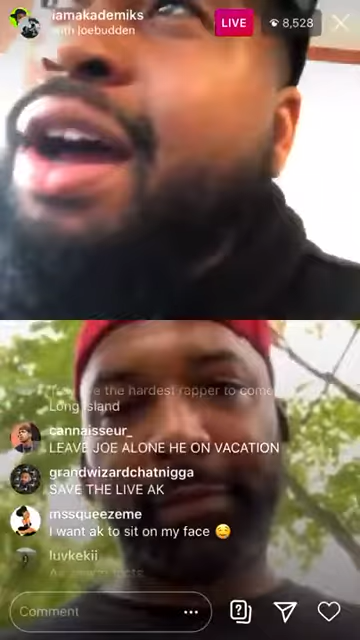 iamakademiks
with joebudden
LIVE
8,528
the hardest rapper to come
Long Island
cannaisseur_
LEAVE JOE ALONE HE ON VACATION
grandwizardchatnigga
SAVE THE LIVE AK
mssqueezeme
I want ak to sit on my face 😌
luvkekii
Comment